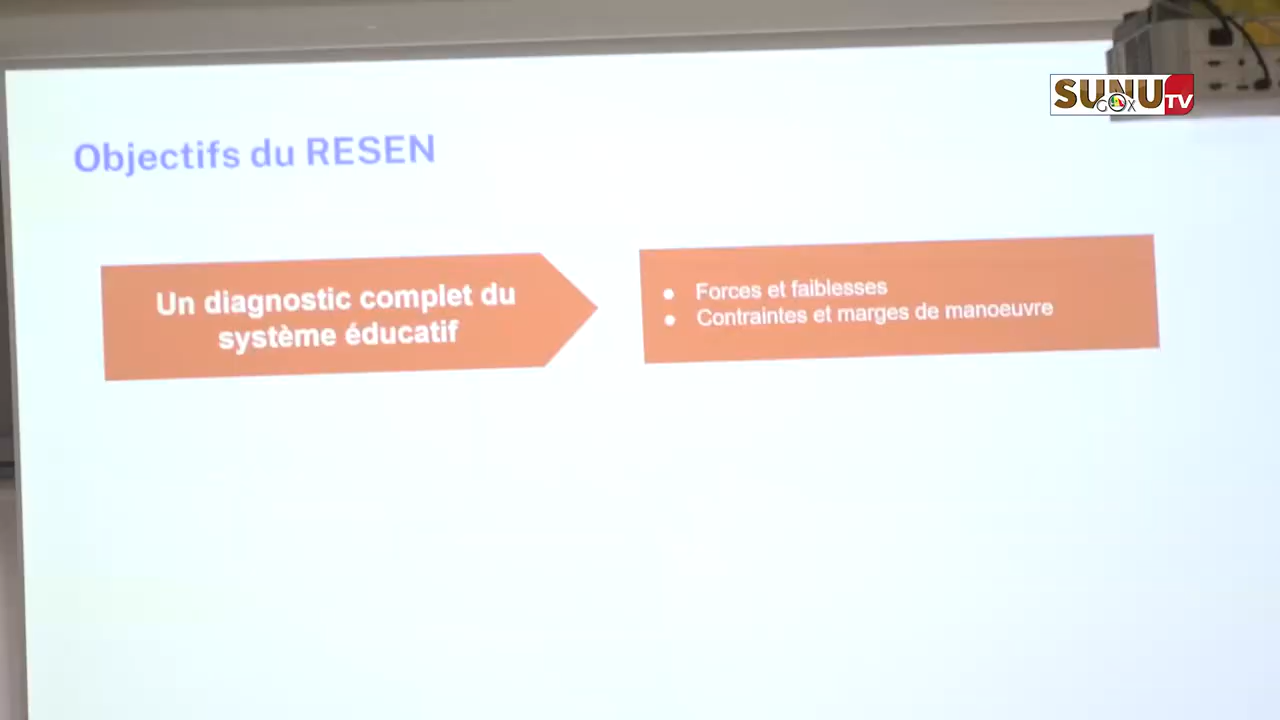 SUNU TV
GOX
Objectifs du RESEN
Un diagnostic complet du
système éducatif
● Forces et faiblesses
● Contraintes et marges de manoeuvre